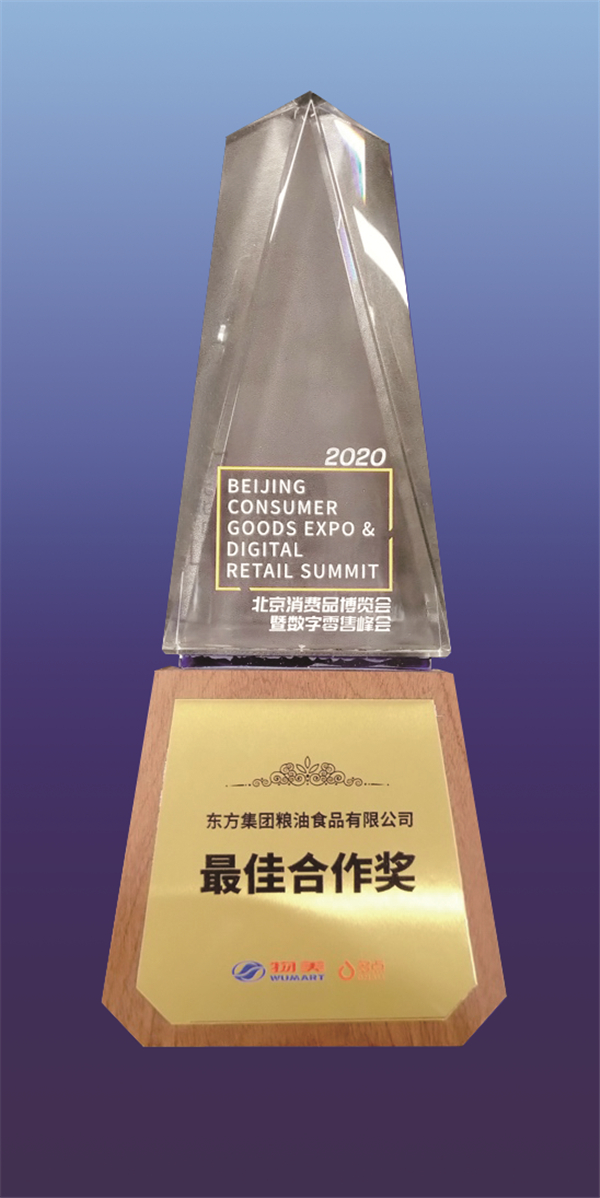 2020
BEIJING
CONSUMER
GOODS EXPO &
DIGITAL
RETAIL SUMMIT
北京消费品博览会
暨数字零售峰会
东方集团粮油食品有限公司
最佳合作奖
物美 多点
WUMART